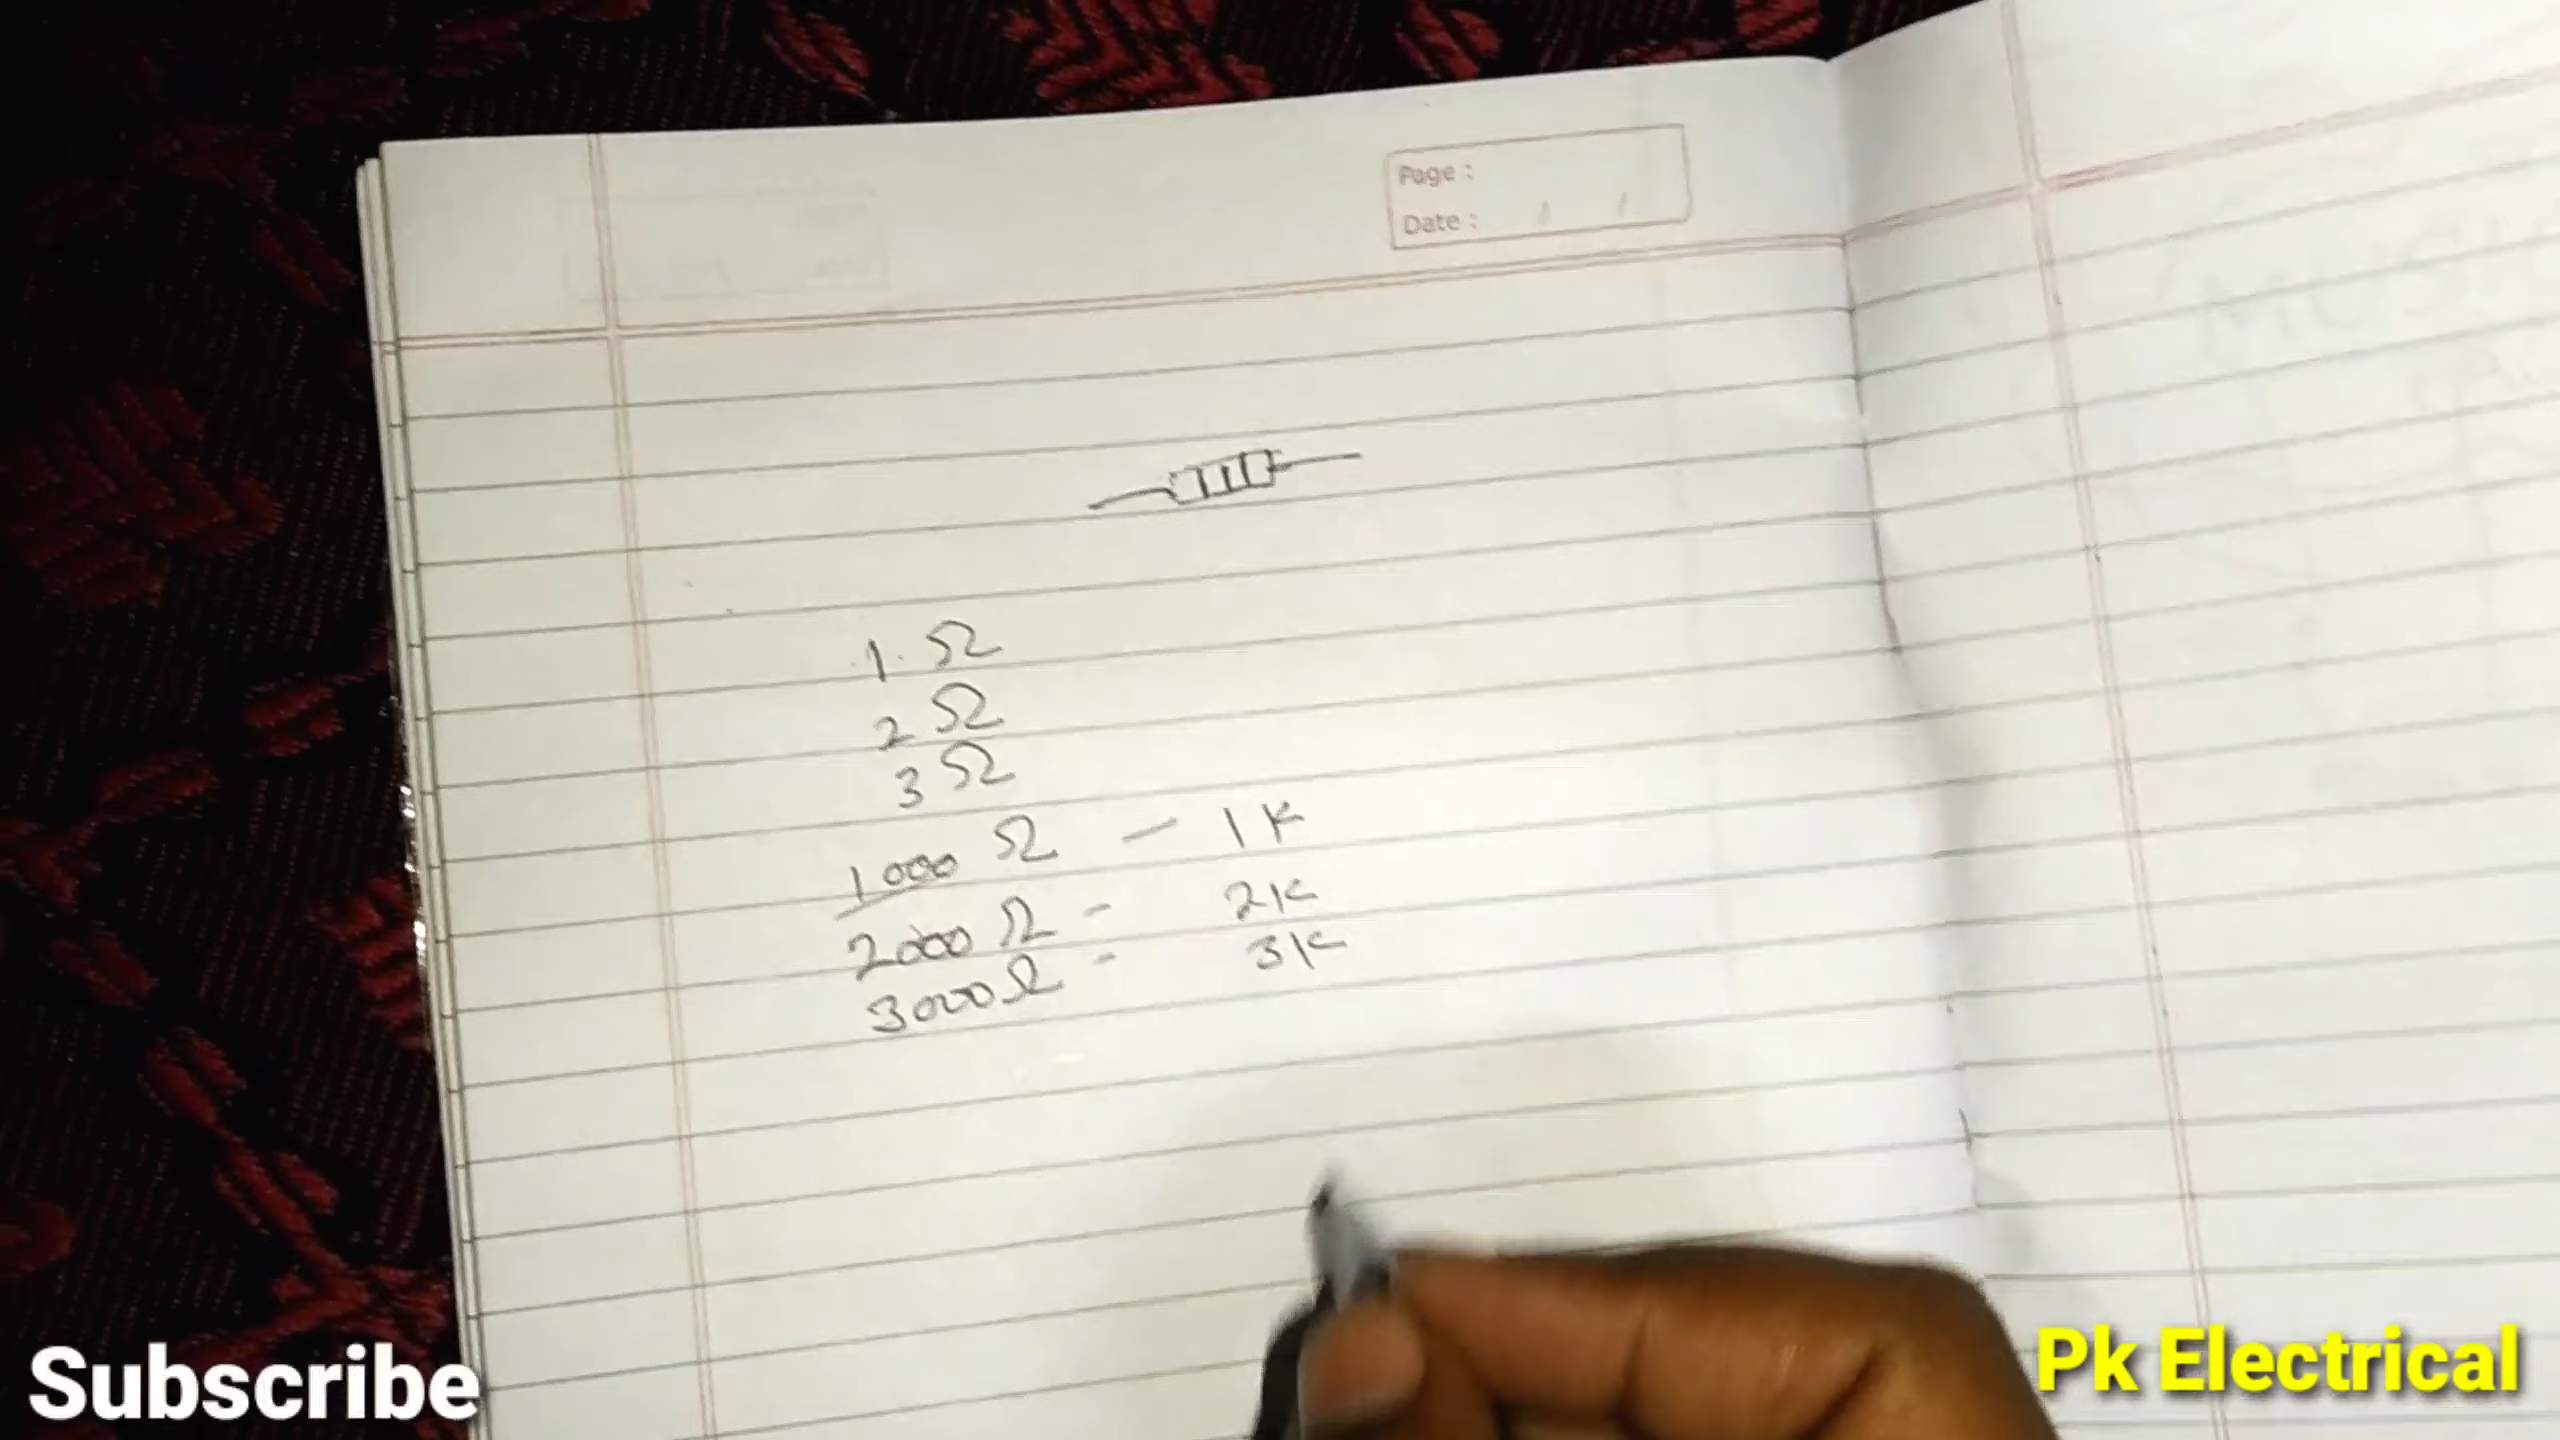 Page :
Date : / /
1. Ω
2 Ω
3 Ω
1000 Ω — 1K
2000 Ω - 2K
3000 Ω - 3K
Subscribe
Pk Electrical